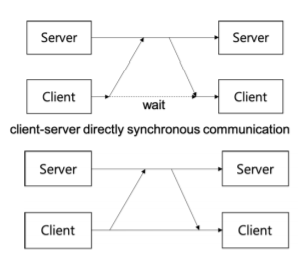 Server Server
Client Client
wait
client-server directly synchronous communication
Server Server
Client Client